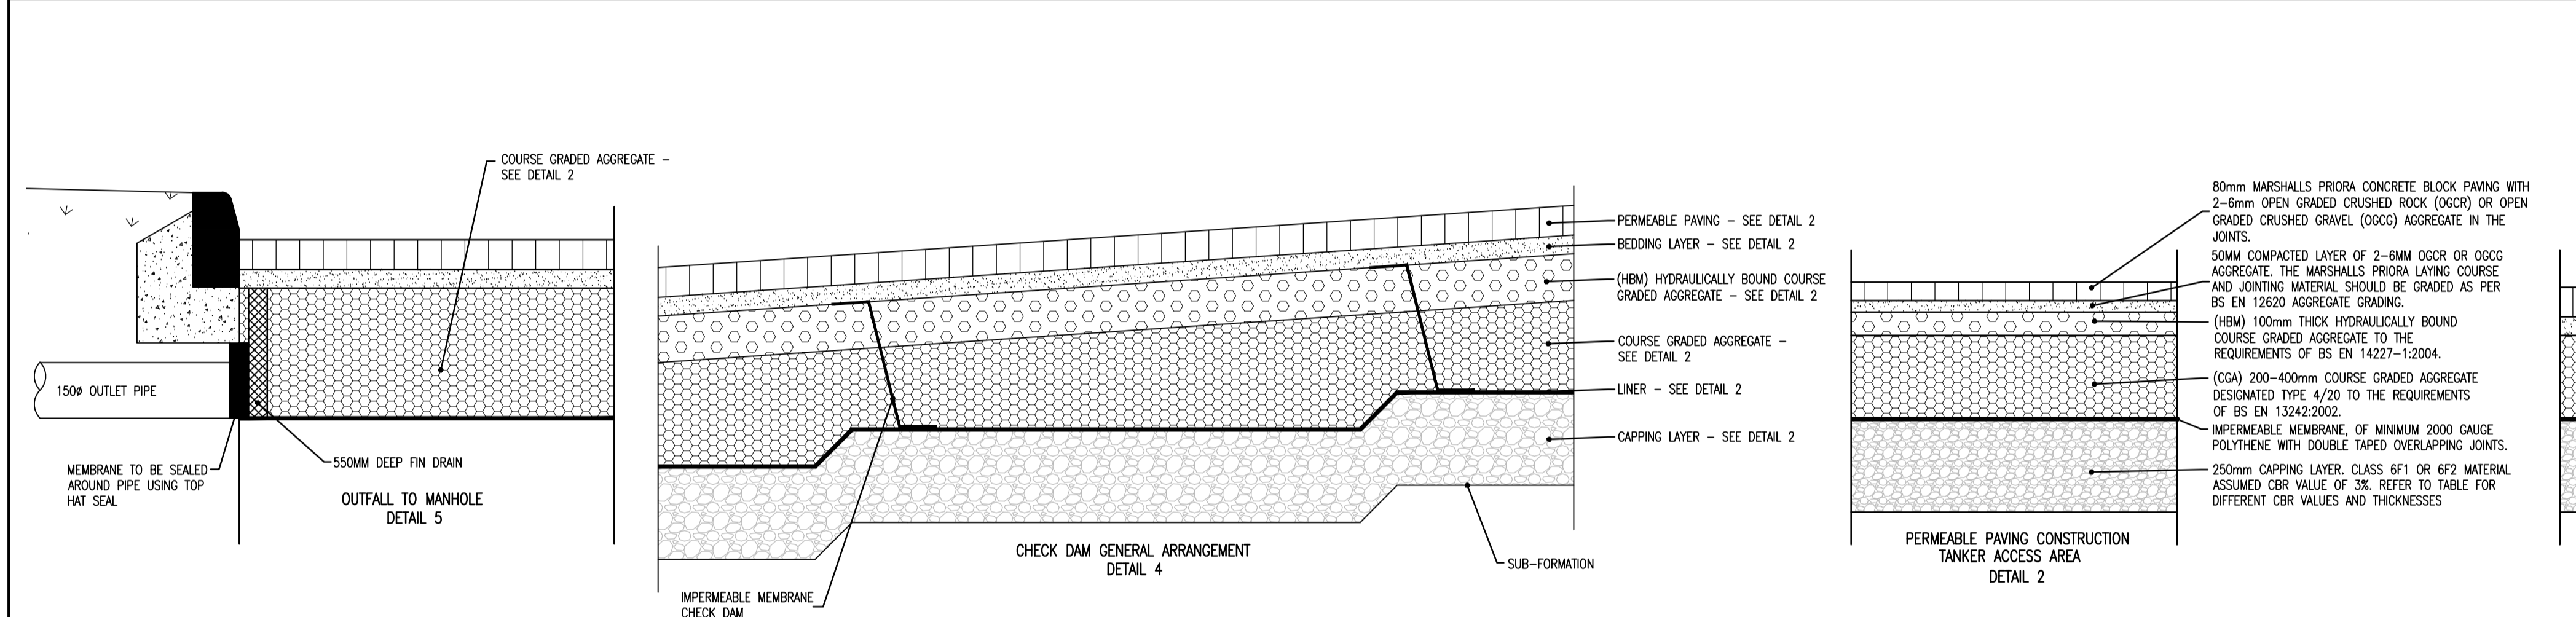 COURSE GRADED AGGREGATE –
SEE DETAIL 2
150ø OUTLET PIPE
MEMBRANE TO BE SEALED
AROUND PIPE USING TOP
HAT SEAL
550MM DEEP FIN DRAIN
OUTFALL TO MANHOLE
DETAIL 5
PERMEABLE PAVING – SEE DETAIL 2
BEDDING LAYER – SEE DETAIL 2
(HBM) HYDRAULICALLY BOUND COURSE
GRADED AGGREGATE – SEE DETAIL 2
COURSE GRADED AGGREGATE –
SEE DETAIL 2
LINER – SEE DETAIL 2
CAPPING LAYER – SEE DETAIL 2
SUB-FORMATION
IMPERMEABLE MEMBRANE
CHECK DAM
CHECK DAM GENERAL ARRANGEMENT
DETAIL 4
80mm MARSHALLS PRIORA CONCRETE BLOCK PAVING WITH
2–6mm OPEN GRADED CRUSHED ROCK (OGCR) OR OPEN
GRADED CRUSHED GRAVEL (OGCG) AGGREGATE IN THE
JOINTS.
50MM COMPACTED LAYER OF 2–6MM OGCR OR OGCG
AGGREGATE. THE MARSHALLS PRIORA LAYING COURSE
AND JOINTING MATERIAL SHOULD BE GRADED AS PER
BS EN 12620 AGGREGATE GRADING.
(HBM) 100mm THICK HYDRAULICALLY BOUND
COURSE GRADED AGGREGATE TO THE
REQUIREMENTS OF BS EN 14227–1:2004.
(CGA) 200–400mm COURSE GRADED AGGREGATE
DESIGNATED TYPE 4/20 TO THE REQUIREMENTS
OF BS EN 13242:2002.
IMPERMEABLE MEMBRANE, OF MINIMUM 2000 GAUGE
POLYTHENE WITH DOUBLE TAPED OVERLAPPING JOINTS.
250mm CAPPING LAYER. CLASS 6F1 OR 6F2 MATERIAL
ASSUMED CBR VALUE OF 3%. REFER TO TABLE FOR
DIFFERENT CBR VALUES AND THICKNESSES
PERMEABLE PAVING CONSTRUCTION
TANKER ACCESS AREA
DETAIL 2